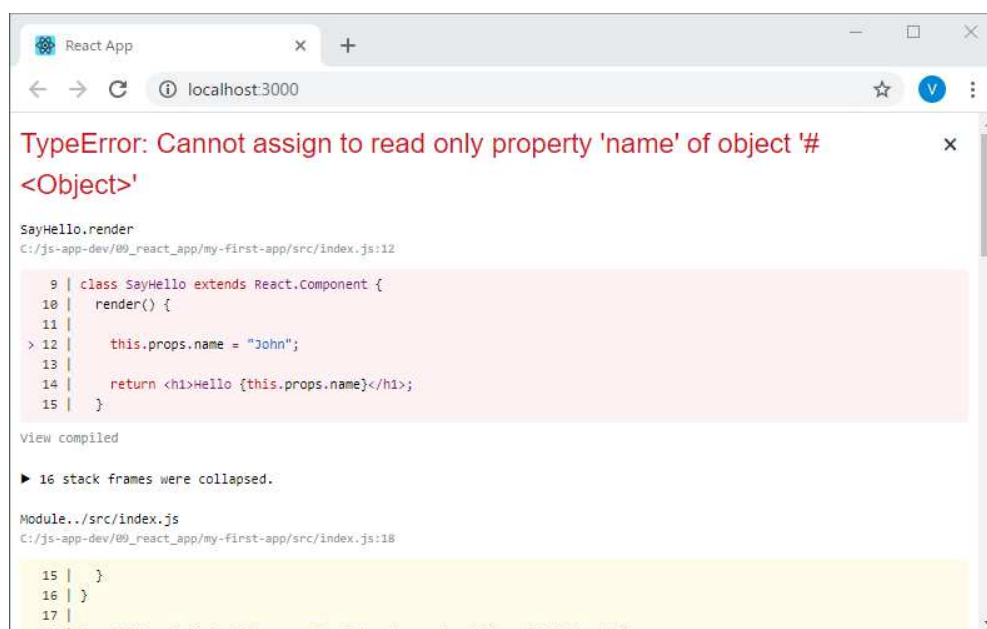 React App
localhost:3000
V
TypeError: Cannot assign to read only property 'name' of object '#
<Object>'
SayHello.render
C:/js-app-dev/09_react_app/my-first-app/src/index.js:12
9 | class SayHello extends React.Component {
10 | render() {
11 |
> 12 | this.props.name = "John";
13 |
14 | return <h1>Hello {this.props.name}</h1>;
15 | }
View compiled
▶ 16 stack frames were collapsed.
Module../src/index.js
C:/js-app-dev/09_react_app/my-first-app/src/index.js:18
15 | }
16 | }
17 |